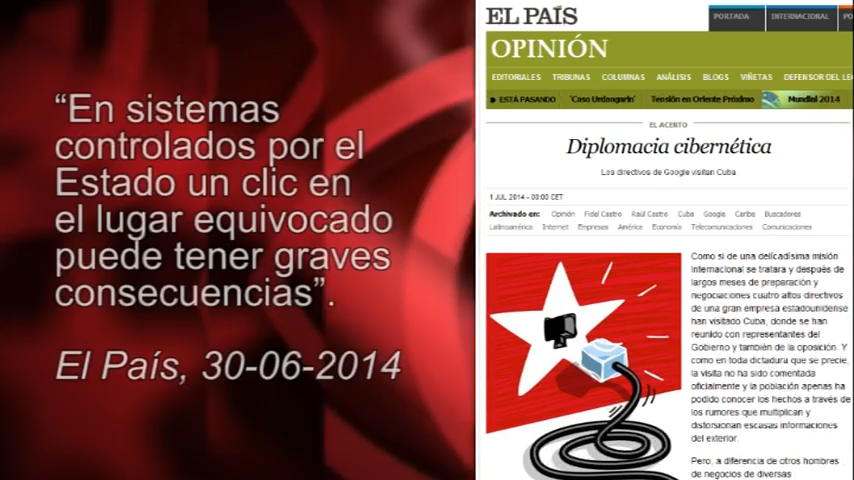 “En sistemas
controlados por el
Estado un clic en
el lugar equivocado
puede tener graves
consecuencias”.
El País, 30-06-2014
EL PAÍS
PORTADA INTERNACIONAL PO
OPINIÓN
EDITORIALES TRIBUNAS COLUMNAS ANÁLISIS BLOGS VIÑETAS DEFENSOR DEL LE
ESTÁ PASANDO 'Caso Urdangarin' Tensión en Oriente Próximo Mundial 2014
EL ACENTO
Diplomacia cibernética
Los directivos de Google visitan Cuba
1 JUL 2014 - 00:00 CET
Archivado en: Opinión Fidel Castro Raúl Castro Cuba Google Caribe Buscadores
Latinoamérica Internet Empresas América Economía Telecomunicaciones Comunicaciones
Como si de una delicadísima misión
internacional se tratara y después de
largos meses de preparación y
negociaciones cuatro altos directivos
de una gran empresa estadounidense
han visitado Cuba, donde se han
reunido con representantes del
Gobierno y también de la oposición. Y
como en toda dictadura que se precie,
la visita no ha sido comentada
oficialmente y la población apenas ha
podido conocer los hechos a través de
los rumores que multiplican y
distorsionan escasas informaciones
del exterior.
Pero, a diferencia de otros hombres
de negocios de diversas